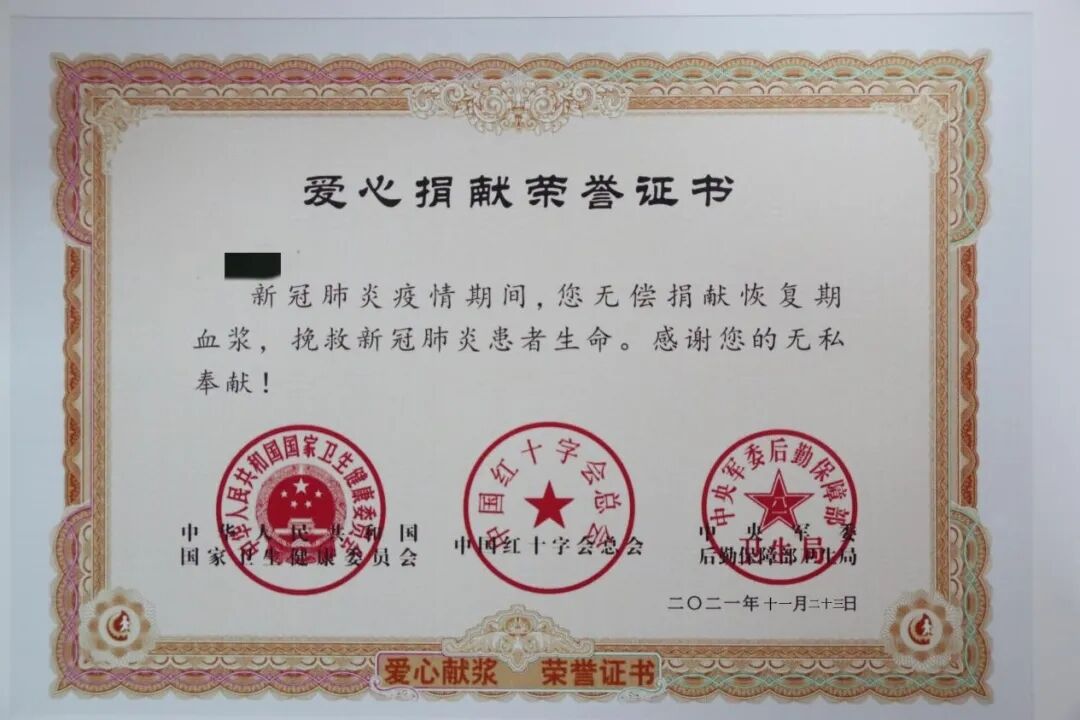 爱心捐献荣誉证书
新冠肺炎疫情期间,您无偿捐献恢复期
血浆，挽救新冠肺炎患者生命。感谢您的无私
奉献!
中华人民共和国国家卫生健康委员会
中国红十字会总会
中央军委后勤保障部
卫生局
中华人民共和国
国家卫生健康委员会
中国红十字会总会
中央军委
后勤保障部卫生局
二〇二一年十一月二十三日
爱心献浆 荣誉证书